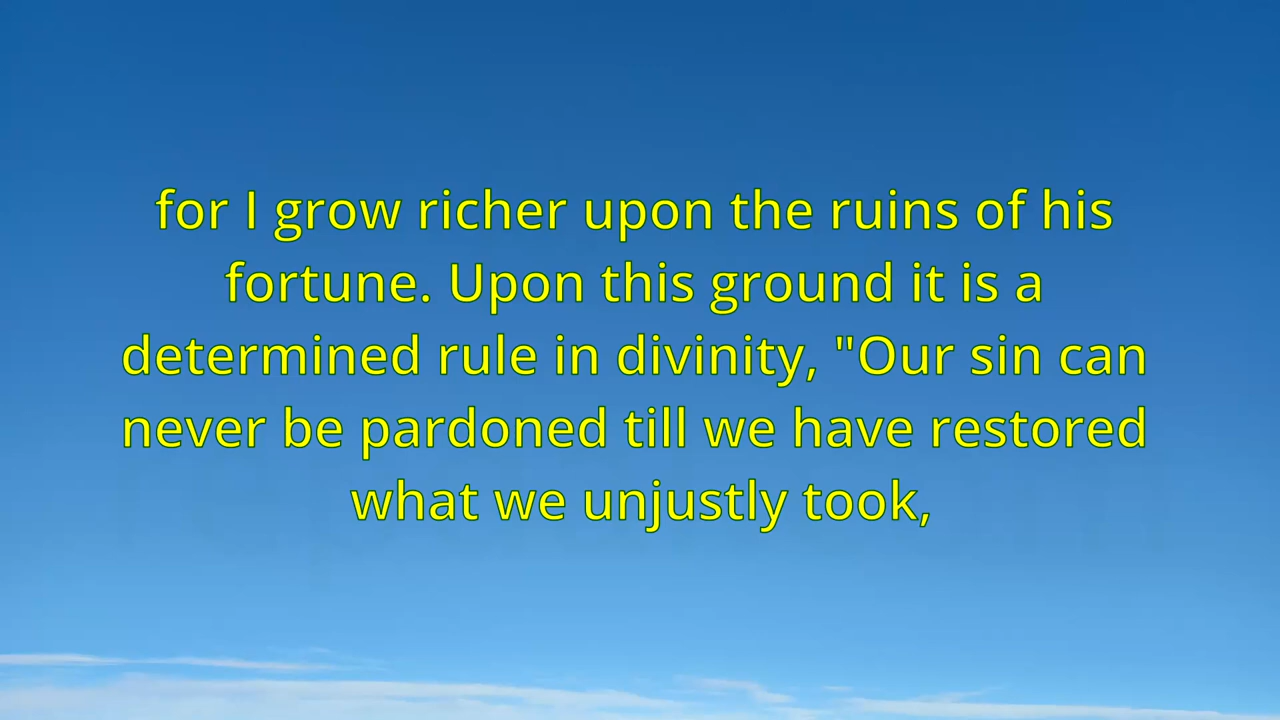 for I grow richer upon the ruins of his
fortune. Upon this ground it is a
determined rule in divinity, "Our sin can
never be pardoned till we have restored
what we unjustly took,